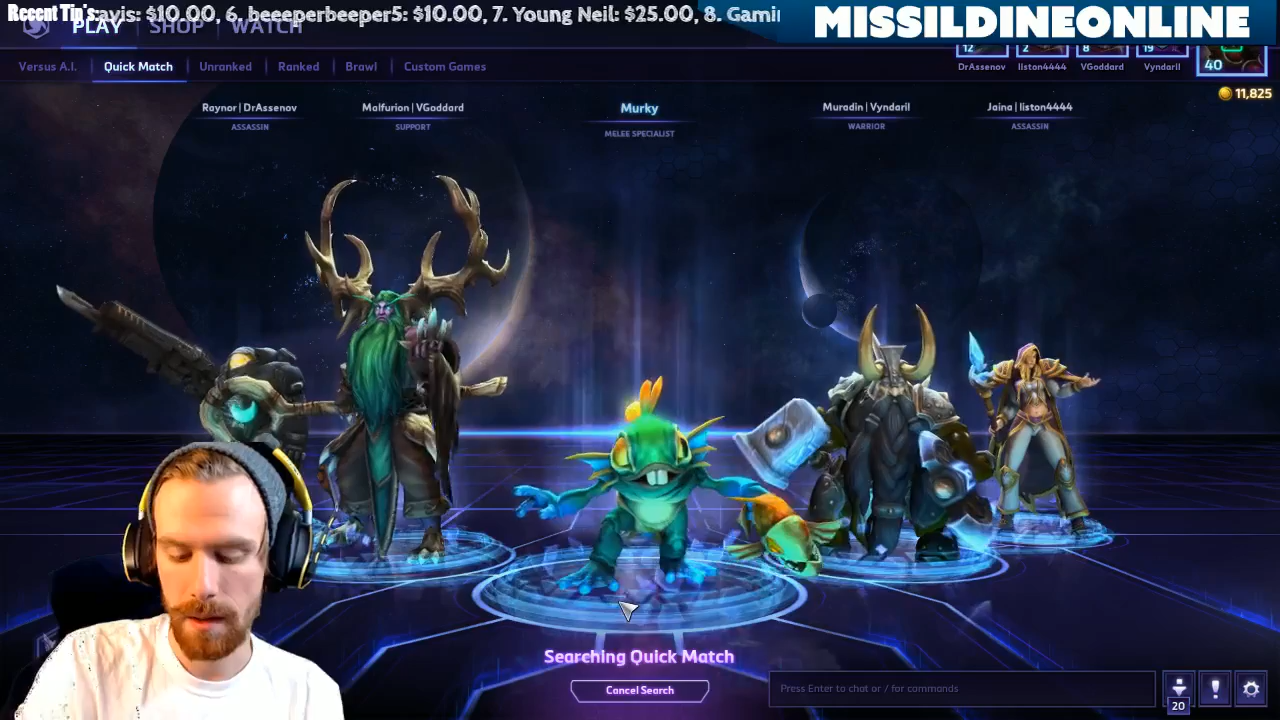 Recent Tip's:
avis: $10.00, 6. beeeperbeeper5: $10.00, 7. Young Neil: $25.00, 8. Gami
MISSILDINEONLINE
PLAY SHOP WATCH
12 2 8 19 40
DrAssenov liston4444 VGoddard Vyndaril
Versus A.I. Quick Match Unranked Ranked Brawl Custom Games
11,825
Raynor | DrAssenov Malfurion | VGoddard Murky Muradin | Vyndaril Jaina | liston4444
ASSASSIN SUPPORT MELEE SPECIALIST WARRIOR ASSASSIN
Searching Quick Match
Cancel Search
Press Enter to chat or / for commands
20